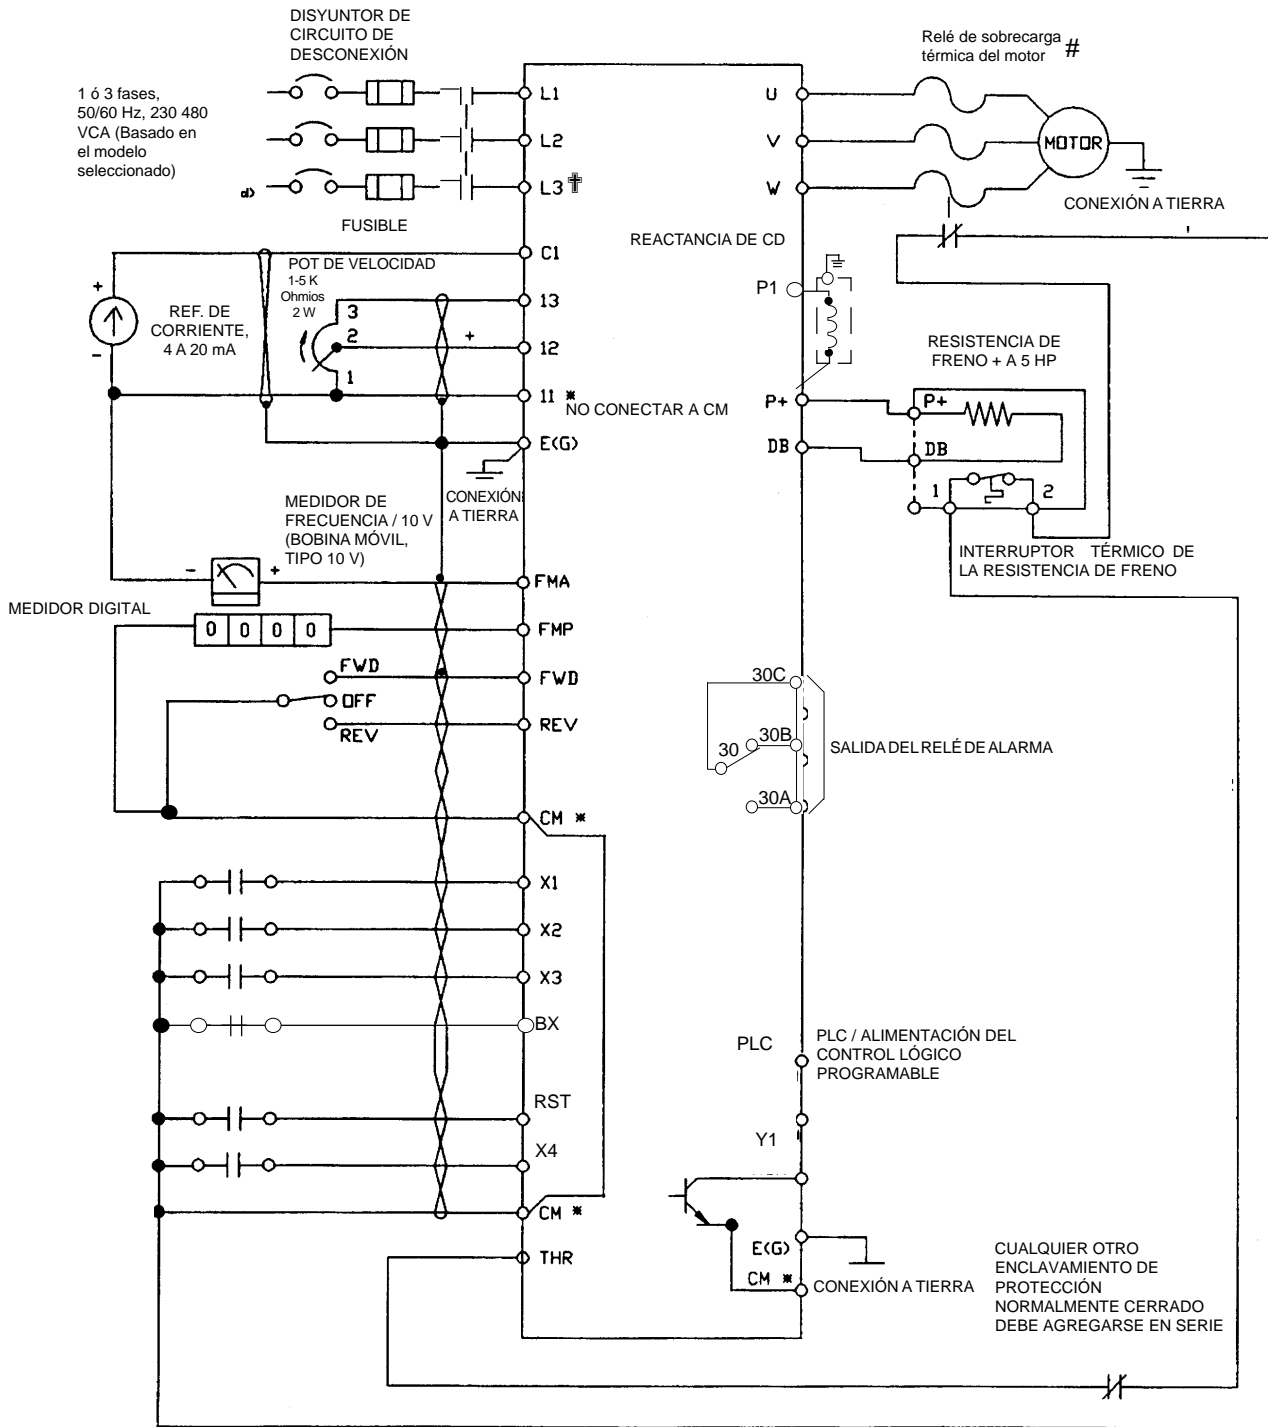 DISYUNTOR DE
CIRCUITO DE
DESCONEXIÓN
Relé de sobrecarga
térmica del motor #
1 ó 3 fases,
50/60 Hz, 230 480
VCA (Basado en
el modelo
seleccionado)
L1
U
L2
V
MOTOR
d)
L3 ✝
W
FUSIBLE
CONEXIÓN A TIERRA
REACTANCIA DE CD
C1
POT DE VELOCIDAD
1-5 K
Ohmios
2 W
P1
+
REF. DE
CORRIENTE,
4 A 20 mA
-
3
13
2
+
12
1
11 *
NO CONECTAR A CM
RESISTENCIA DE
FRENO + A 5 HP
P+
P+
E(G)
DB
DB
CONEXIÓN
A TIERRA
1
2
MEDIDOR DE
FRECUENCIA / 10 V
(BOBINA MÓVIL,
TIPO 10 V)
INTERRUPTOR TÉRMICO DE
LA RESISTENCIA DE FRENO
-
+
FMA
MEDIDOR DIGITAL
0 0 0 0
FMP
FWD
FWD
OFF
REV
REV
30C
30
30B
30A
SALIDA DEL RELÉ DE ALARMA
CM *
X1
X2
X3
BX
PLC
PLC / ALIMENTACIÓN DEL
CONTROL LÓGICO
PROGRAMABLE
RST
Y1
X4
CM *
E(G)
THR
CM *
CONEXIÓN A TIERRA
CUALQUIER OTRO
ENCLAVAMIENTO DE
PROTECCIÓN
NORMALMENTE CERRADO
DEBE AGREGARSE EN SERIE